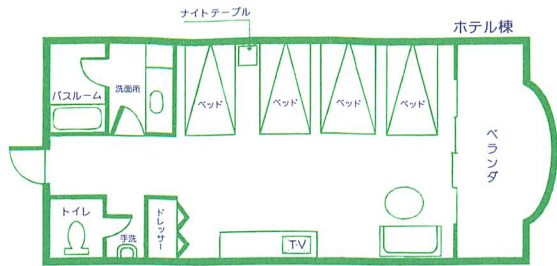 ナイトテーブル
ホテル棟
バスルーム
洗面所
ベッド
ベッド
ベッド
ベッド
ベランダ
トイレ
手洗
ドレッサー
T·V